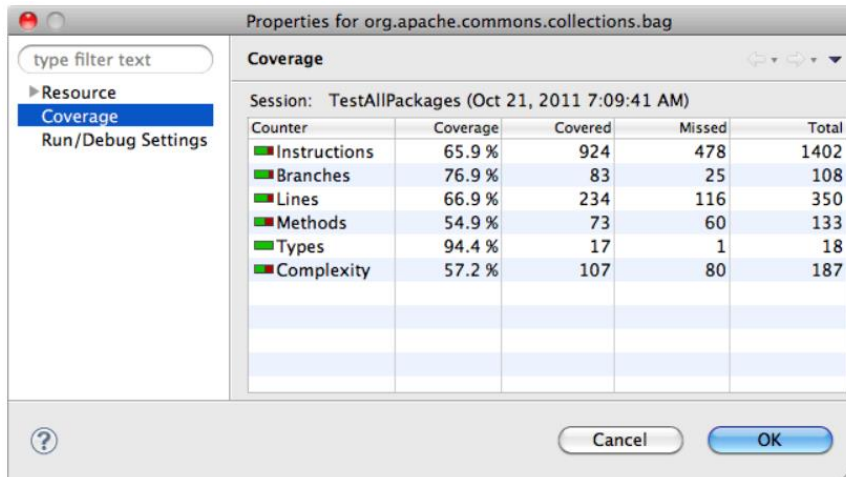 Properties for org.apache.commons.collections.bag
type filter text
Resource
Coverage
Run/Debug Settings
Coverage
Session: TestAllPackages (Oct 21, 2011 7:09:41 AM)
Counter Coverage Covered Missed Total
Instructions 65.9 % 924 478 1402
Branches 76.9 % 83 25 108
Lines 66.9 % 234 116 350
Methods 54.9 % 73 60 133
Types 94.4 % 17 1 18
Complexity 57.2 % 107 80 187
?
Cancel OK